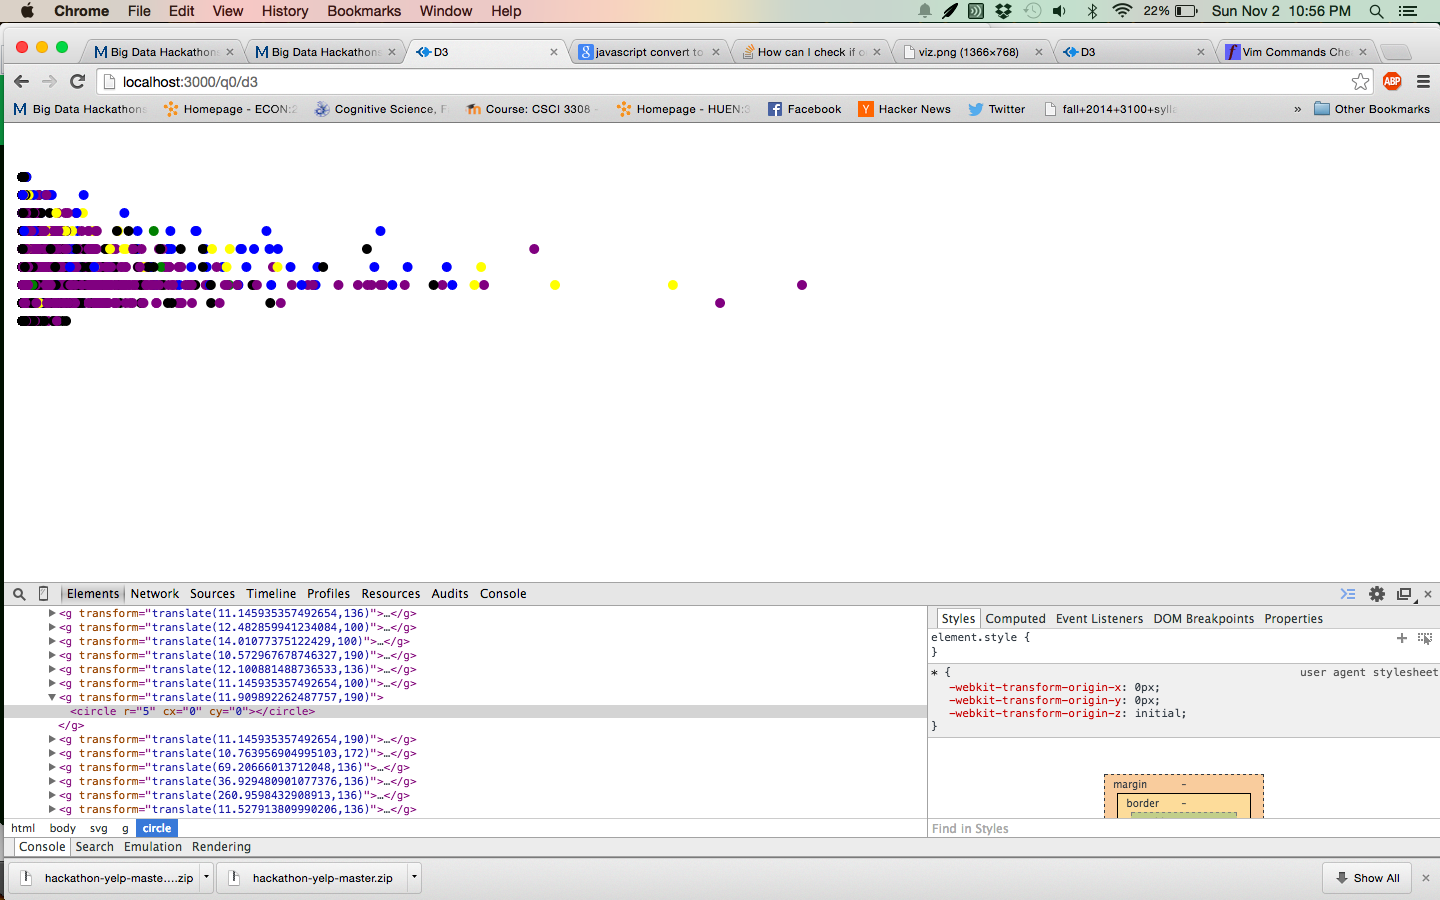 Chrome File Edit View History Bookmarks Window Help 22% Sun Nov 2 10:56 PM
Big Data Hackathon Big Data Hackathon D3 javascript convert to How can I check if o viz.png (1366×768) D3 Vim Commands Che
localhost:3000/q0/d3 ABP
Big Data Hackathon Homepage - ECON:2 Cognitive Science, F Course: CSCI 3308 - Homepage - HUEN:3 Facebook Hacker News Twitter fall+2014+3100+sylla » Other Bookmarks
Elements Network Sources Timeline Profiles Resources Audits Console
<g transform="translate(11.145935357492654,136)">…</g>
<g transform="translate(12.482859941234084,100)">…</g>
<g transform="translate(14.01077375122429,100)">…</g>
<g transform="translate(10.572967678746327,190)">…</g>
<g transform="translate(12.100881488736533,136)">…</g>
<g transform="translate(11.145935357492654,100)">…</g>
<g transform="translate(11.909892262487757,190)">
<circle r="5" cx="0" cy="0"></circle>
</g>
<g transform="translate(11.145935357492654,190)">…</g>
<g transform="translate(10.763956904995103,172)">…</g>
<g transform="translate(69.20666013712048,136)">…</g>
<g transform="translate(36.929480901077376,136)">…</g>
<g transform="translate(260.9598432908913,136)">…</g>
<g transform="translate(11.527913809990206,136)">…</g>
html body svg g circle
Styles Computed Event Listeners DOM Breakpoints Properties
element.style {
}
* { user agent stylesheet
-webkit-transform-origin-x: 0px;
-webkit-transform-origin-y: 0px;
-webkit-transform-origin-z: initial;
}
margin -
border -
Find in Styles
Console Search Emulation Rendering
hackathon-yelp-maste....zip hackathon-yelp-master.zip Show All